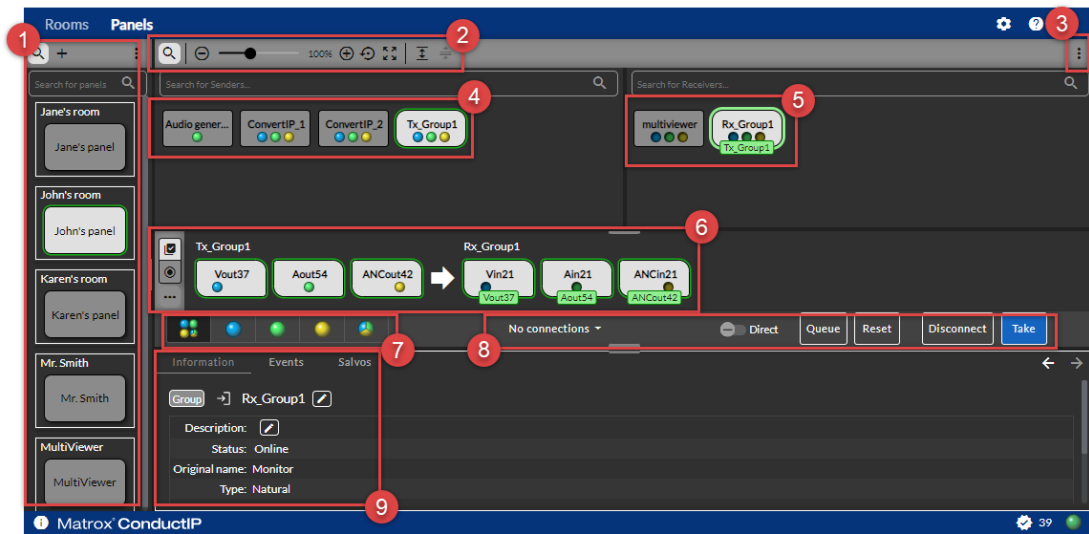 Rooms Panels
1
2
3
100%
Search for panels
Search for Senders...
Search for Receivers...
4
5
Jane's room
Jane's panel
Audio gener...
ConvertIP_1
ConvertIP_2
Tx_Group1
multiviewer
Rx_Group1
Tx_Group1
John's room
John's panel
6
Tx_Group1
Rx_Group1
Vout37
Aout54
ANCout42
Vin21
Vout37
Ain21
Aout54
ANCin21
ANCout42
Karen's room
Karen's panel
7
8
No connections
Direct
Queue
Reset
Disconnect
Take
Mr. Smith
Mr. Smith
Information Events Salvos
Group Rx_Group1
Description:
Status: Online
Original name: Monitor
Type: Natural
MultiViewer
MultiViewer
9
Matrox® ConductIP
39